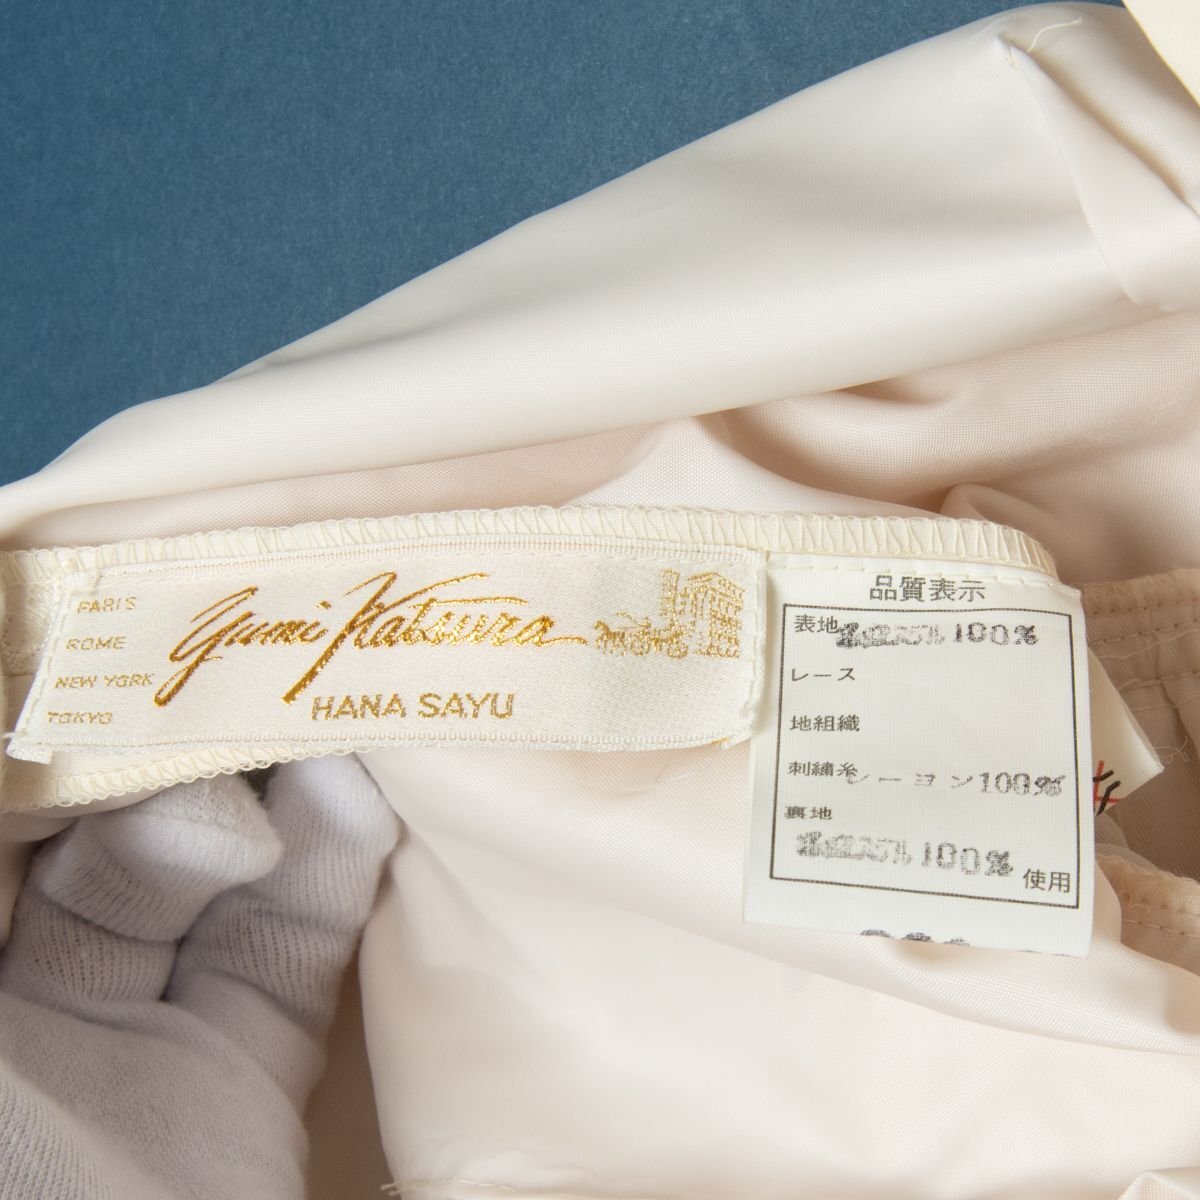 PARIS
ROME
NEW YORK
TOKYO
Yumi Katsura
HANA SAYU
品質表示
表地 100%
レース
地組織
刺繍糸 レーヨン100%
裏地
100%
使用